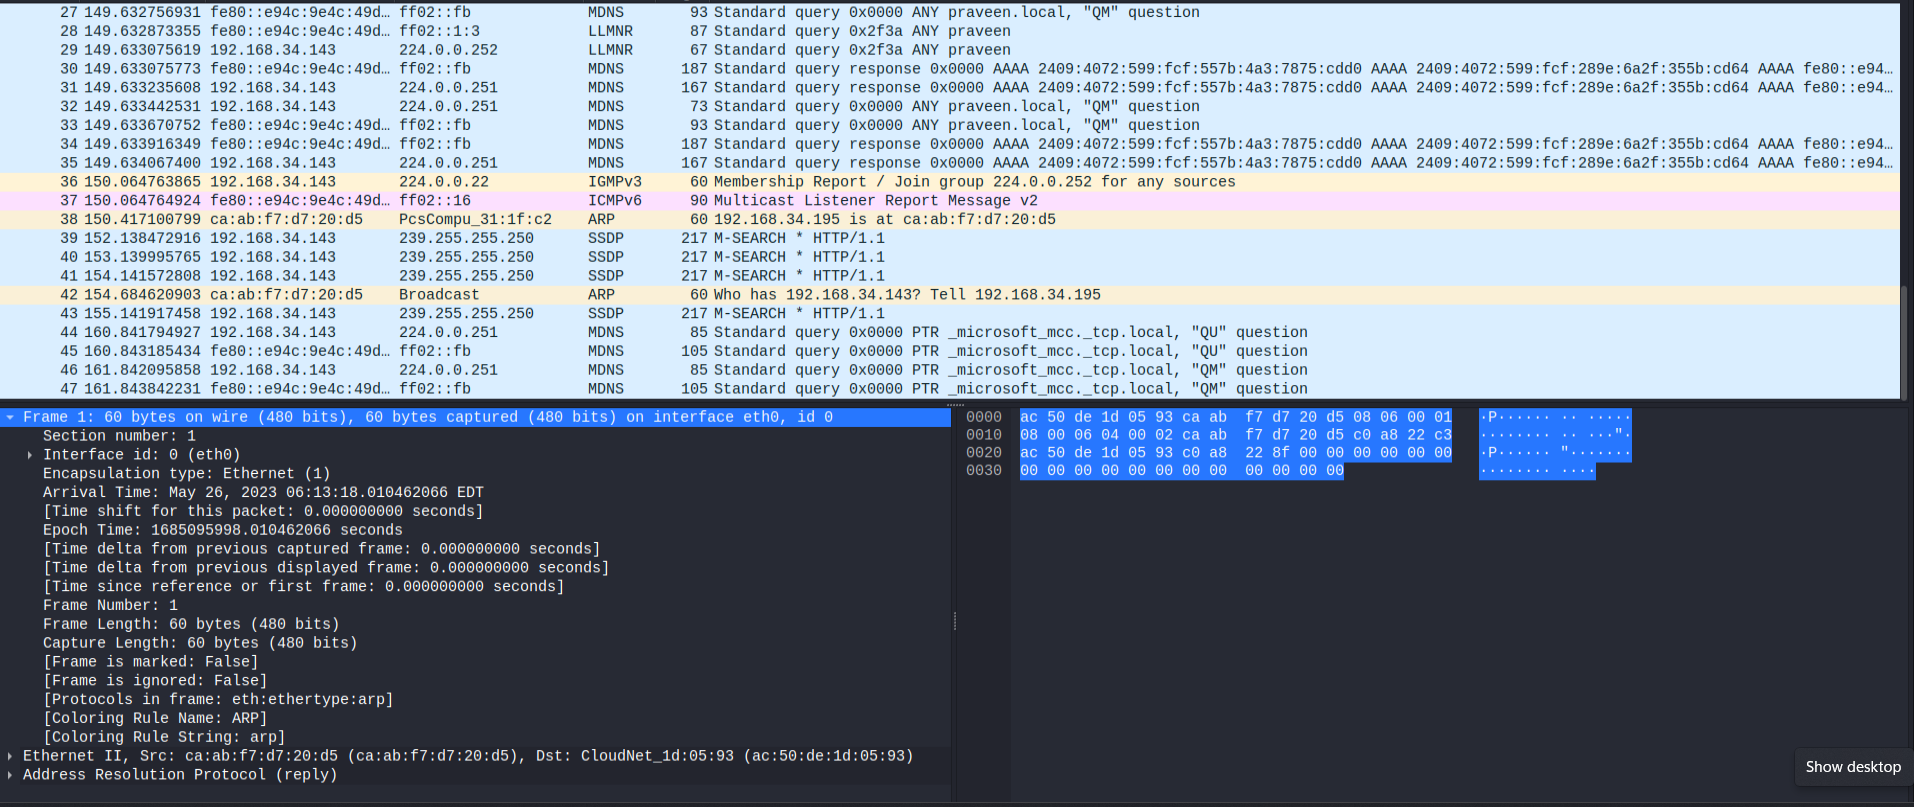 27 149.632756931 fe80::e94c:9e4c:49d… ff02::fb MDNS 93 Standard query 0x0000 ANY praveen.local, "QM" question
28 149.632873355 fe80::e94c:9e4c:49d… ff02::1:3 LLMNR 87 Standard query 0x2f3a ANY praveen
29 149.633075619 192.168.34.143 224.0.0.252 LLMNR 67 Standard query 0x2f3a ANY praveen
30 149.633075773 fe80::e94c:9e4c:49d… ff02::fb MDNS 187 Standard query response 0x0000 AAAA 2409:4072:599:fcf:557b:4a3:7875:cdd0 AAAA 2409:4072:599:fcf:289e:6a2f:355b:cd64 AAAA fe80::e94…
31 149.633235608 192.168.34.143 224.0.0.251 MDNS 167 Standard query response 0x0000 AAAA 2409:4072:599:fcf:557b:4a3:7875:cdd0 AAAA 2409:4072:599:fcf:289e:6a2f:355b:cd64 AAAA fe80::e94…
32 149.633442531 192.168.34.143 224.0.0.251 MDNS 73 Standard query 0x0000 ANY praveen.local, "QM" question
33 149.633670752 fe80::e94c:9e4c:49d… ff02::fb MDNS 93 Standard query 0x0000 ANY praveen.local, "QM" question
34 149.633916349 fe80::e94c:9e4c:49d… ff02::fb MDNS 187 Standard query response 0x0000 AAAA 2409:4072:599:fcf:557b:4a3:7875:cdd0 AAAA 2409:4072:599:fcf:289e:6a2f:355b:cd64 AAAA fe80::e94…
35 149.634067400 192.168.34.143 224.0.0.251 MDNS 167 Standard query response 0x0000 AAAA 2409:4072:599:fcf:557b:4a3:7875:cdd0 AAAA 2409:4072:599:fcf:289e:6a2f:355b:cd64 AAAA fe80::e94…
36 150.064763865 192.168.34.143 224.0.0.22 IGMPv3 60 Membership Report / Join group 224.0.0.252 for any sources
37 150.064764924 fe80::e94c:9e4c:49d… ff02::16 ICMPv6 90 Multicast Listener Report Message v2
38 150.417100799 ca:ab:f7:d7:20:d5 PcsCompu_31:1f:c2 ARP 60 192.168.34.195 is at ca:ab:f7:d7:20:d5
39 152.138472916 192.168.34.143 239.255.255.250 SSDP 217 M-SEARCH * HTTP/1.1
40 153.139995765 192.168.34.143 239.255.255.250 SSDP 217 M-SEARCH * HTTP/1.1
41 154.141572808 192.168.34.143 239.255.255.250 SSDP 217 M-SEARCH * HTTP/1.1
42 154.684620903 ca:ab:f7:d7:20:d5 Broadcast ARP 60 Who has 192.168.34.143? Tell 192.168.34.195
43 155.141917458 192.168.34.143 239.255.255.250 SSDP 217 M-SEARCH * HTTP/1.1
44 160.841794927 192.168.34.143 224.0.0.251 MDNS 85 Standard query 0x0000 PTR _microsoft_mcc._tcp.local, "QU" question
45 160.843185434 fe80::e94c:9e4c:49d… ff02::fb MDNS 105 Standard query 0x0000 PTR _microsoft_mcc._tcp.local, "QU" question
46 161.842095858 192.168.34.143 224.0.0.251 MDNS 85 Standard query 0x0000 PTR _microsoft_mcc._tcp.local, "QM" question
47 161.843842231 fe80::e94c:9e4c:49d… ff02::fb MDNS 105 Standard query 0x0000 PTR _microsoft_mcc._tcp.local, "QM" question
Frame 1: 60 bytes on wire (480 bits), 60 bytes captured (480 bits) on interface eth0, id 0
Section number: 1
Interface id: 0 (eth0)
Encapsulation type: Ethernet (1)
Arrival Time: May 26, 2023 06:13:18.010462066 EDT
[Time shift for this packet: 0.000000000 seconds]
Epoch Time: 1685095998.010462066 seconds
[Time delta from previous captured frame: 0.000000000 seconds]
[Time delta from previous displayed frame: 0.000000000 seconds]
[Time since reference or first frame: 0.000000000 seconds]
Frame Number: 1
Frame Length: 60 bytes (480 bits)
Capture Length: 60 bytes (480 bits)
[Frame is marked: False]
[Frame is ignored: False]
[Protocols in frame: eth:ethertype:arp]
[Coloring Rule Name: ARP]
[Coloring Rule String: arp]
Ethernet II, Src: ca:ab:f7:d7:20:d5 (ca:ab:f7:d7:20:d5), Dst: CloudNet_1d:05:93 (ac:50:de:1d:05:93)
Address Resolution Protocol (reply)
0000 ac 50 de 1d 05 93 ca ab f7 d7 20 d5 08 06 00 01 ·P······ ·· ·····
0010 08 00 06 04 00 02 ca ab f7 d7 20 d5 c0 a8 22 c3 ········ ·· ···"·
0020 ac 50 de 1d 05 93 c0 a8 22 8f 00 00 00 00 00 00 ·P······ "·······
0030 00 00 00 00 00 00 00 00 00 00 00 00 ········ ····
Show desktop